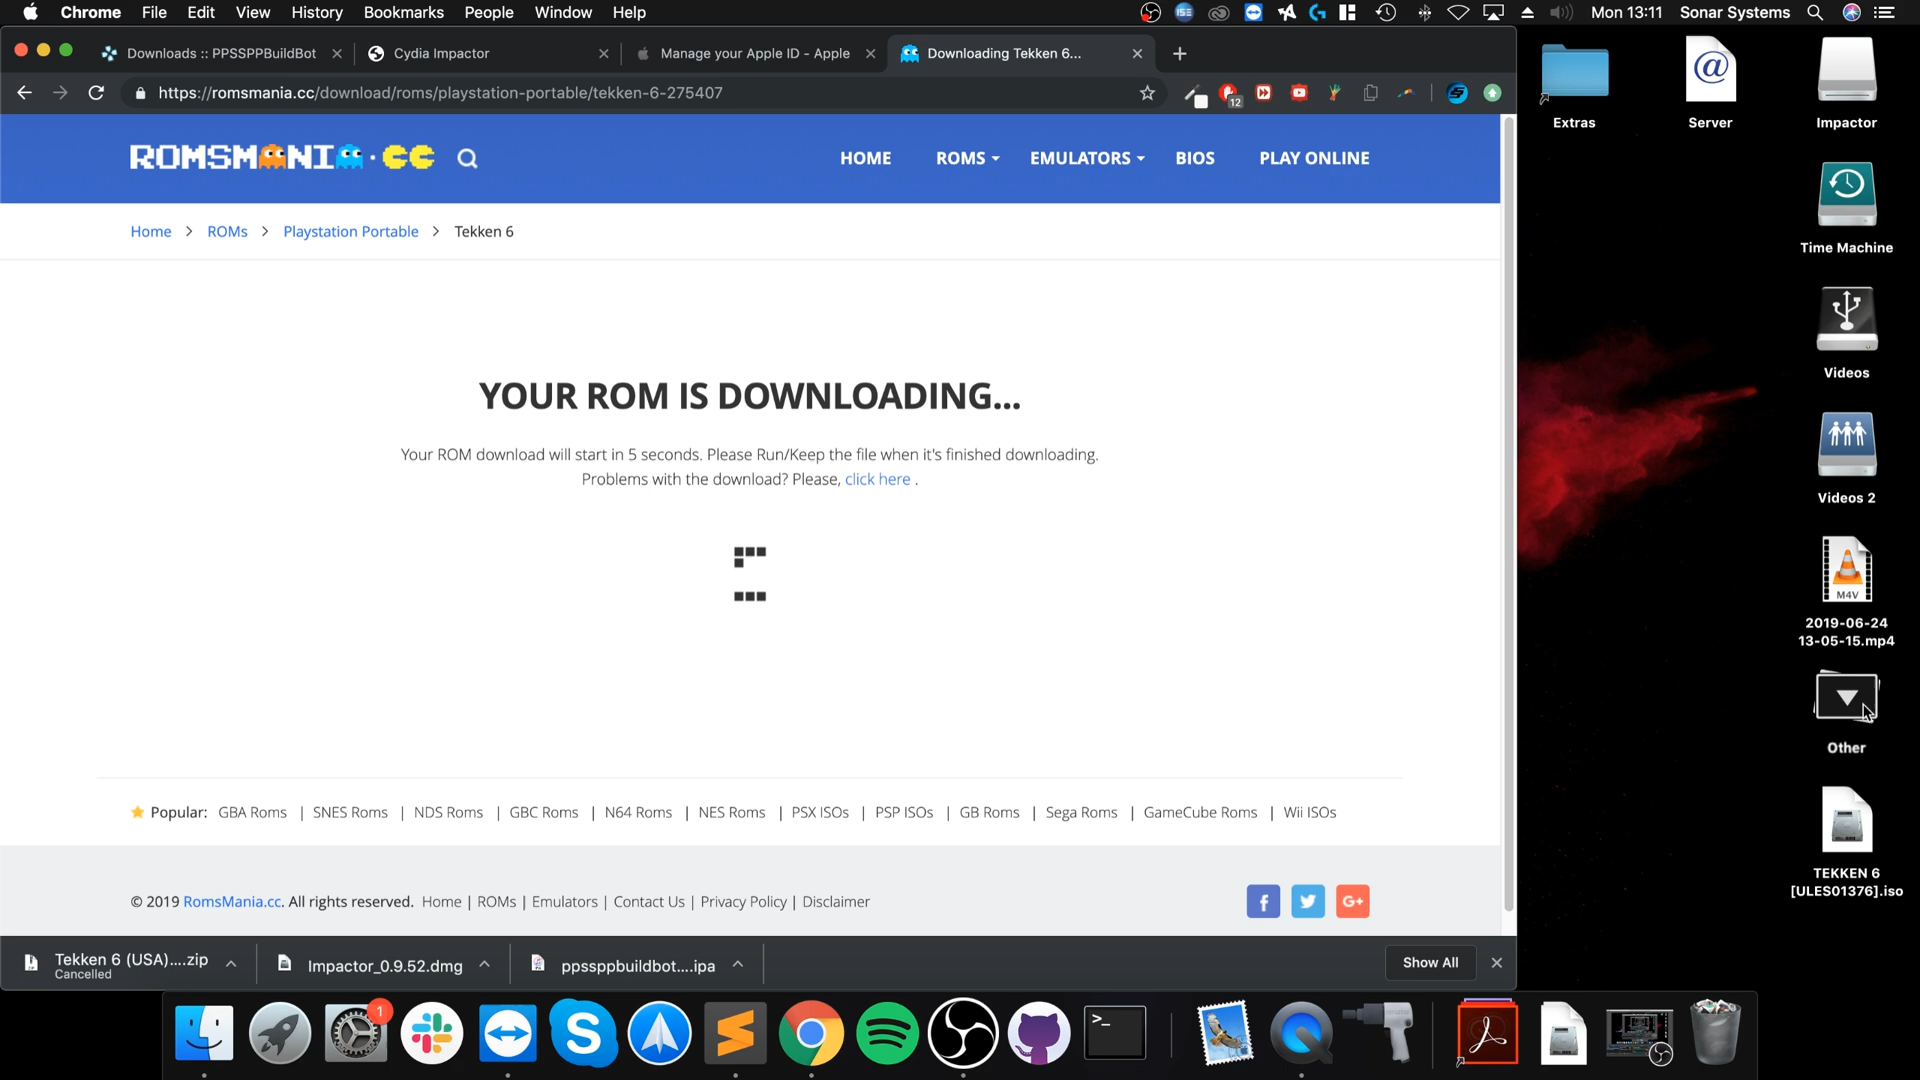 Chrome File Edit View History Bookmarks People Window Help
Mon 13:11 Sonar Systems
Downloads :: PPSSPPBuildBot
Cydia Impactor
Manage your Apple ID - Apple
Downloading Tekken 6...
https://romsmania.cc/download/roms/playstation-portable/tekken-6-275407
12
ROMSMANIA.CC
HOME ROMS EMULATORS BIOS PLAY ONLINE
Home > ROMs > Playstation Portable > Tekken 6
YOUR ROM IS DOWNLOADING...
Your ROM download will start in 5 seconds. Please Run/Keep the file when it's finished downloading.
Problems with the download? Please, click here .
Popular: GBA Roms | SNES Roms | NDS Roms | GBC Roms | N64 Roms | NES Roms | PSX ISOs | PSP ISOs | GB Roms | Sega Roms | GameCube Roms | Wii ISOs
© 2019 RomsMania.cc. All rights reserved. Home | ROMs | Emulators | Contact Us | Privacy Policy | Disclaimer
f
G+
Tekken 6 (USA)....zip
Cancelled
Impactor_0.9.52.dmg
ppssppbuildbot....ipa
Show All
Extras
@
Server
Impactor
Time Machine
Videos
Videos 2
M4V
2019-06-24
13-05-15.mp4
Other
TEKKEN 6
[ULES01376].iso
1
S
>_